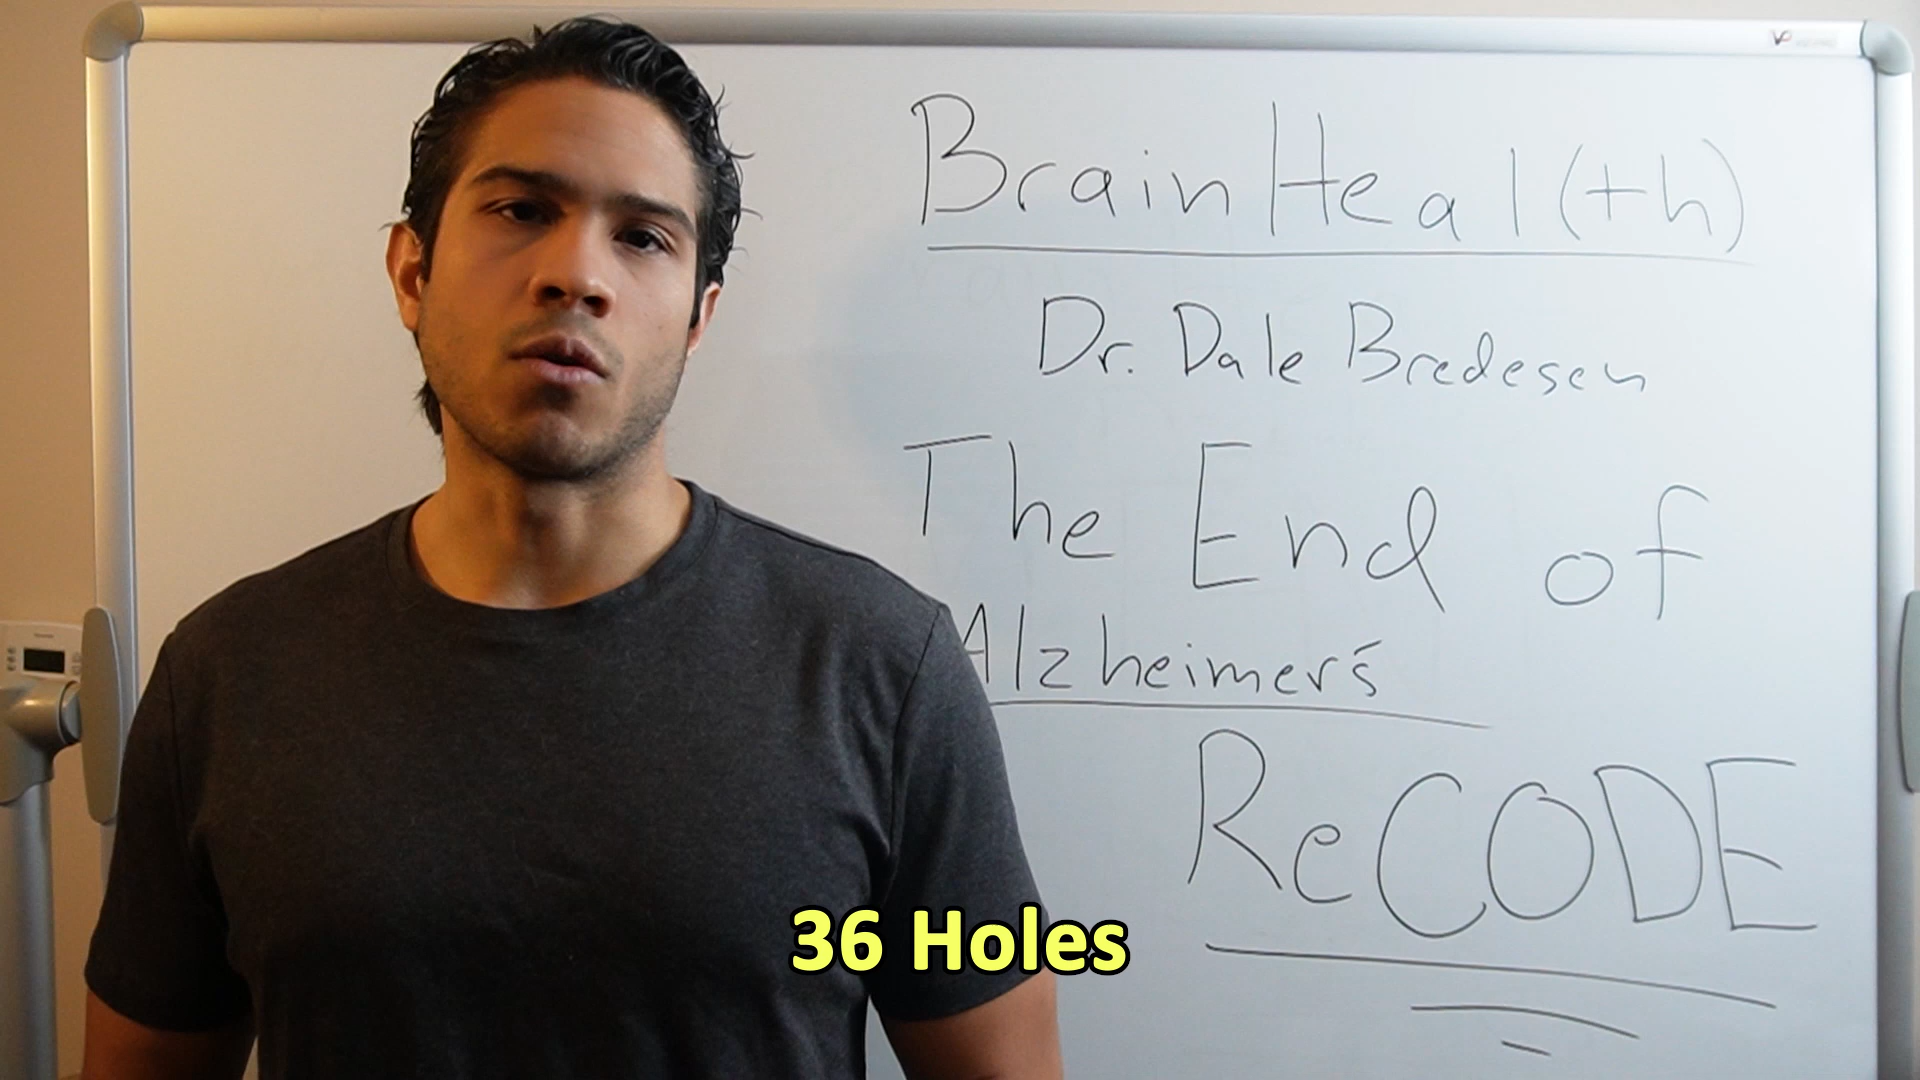 BrainHeal(th)
Dr. Dale Bredesen
The End of
Alzheimer's
ReCODE
36 Holes